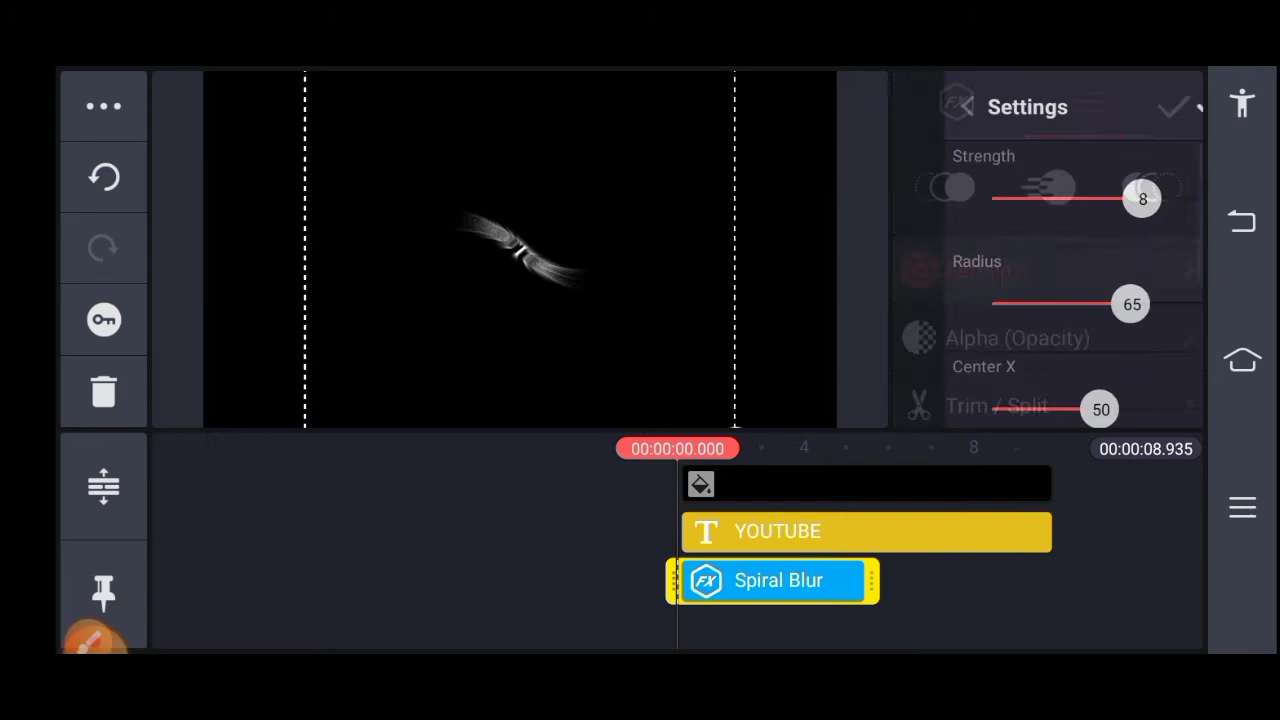 Settings
Strength
8
Radius
65
Alpha (Opacity)
Center X
Trim / Split
50
00:00:00.000
4
8
00:00:08.935
T YOUTUBE
FX Spiral Blur